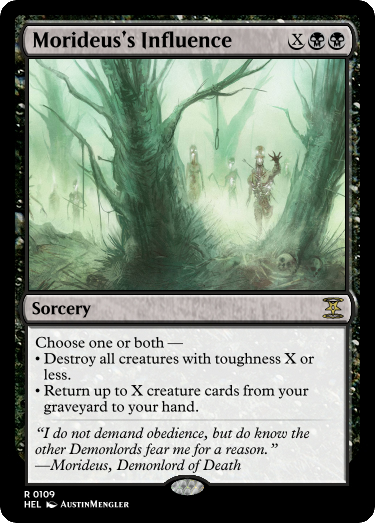 Morideus's Influence X
Sorcery
Choose one or both —
• Destroy all creatures with toughness X or
less.
• Return up to X creature cards from your
graveyard to your hand.
“I do not demand obedience, but do know the
other Demonlords fear me for a reason.”
—Morideus, Demonlord of Death
R 0109
HEL AustinMengler